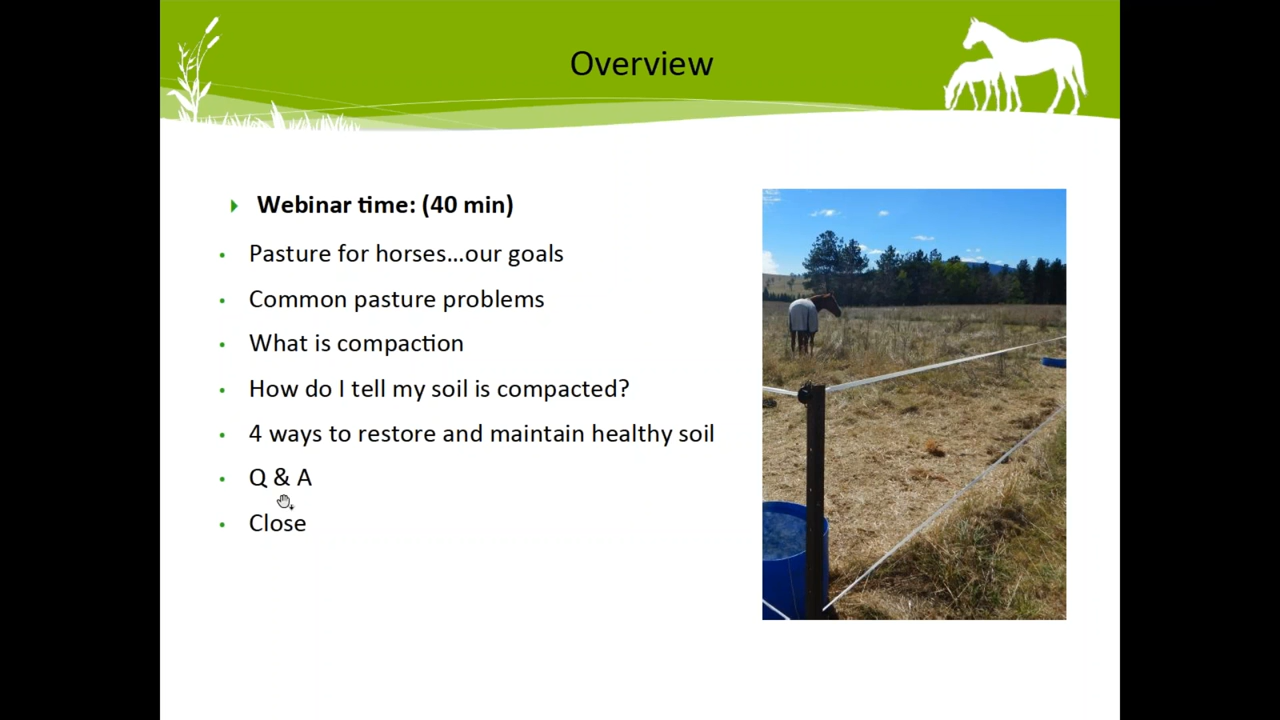 Overview
Webinar time: (40 min)
Pasture for horses...our goals
Common pasture problems
What is compaction
How do I tell my soil is compacted?
4 ways to restore and maintain healthy soil
Q & A
Close